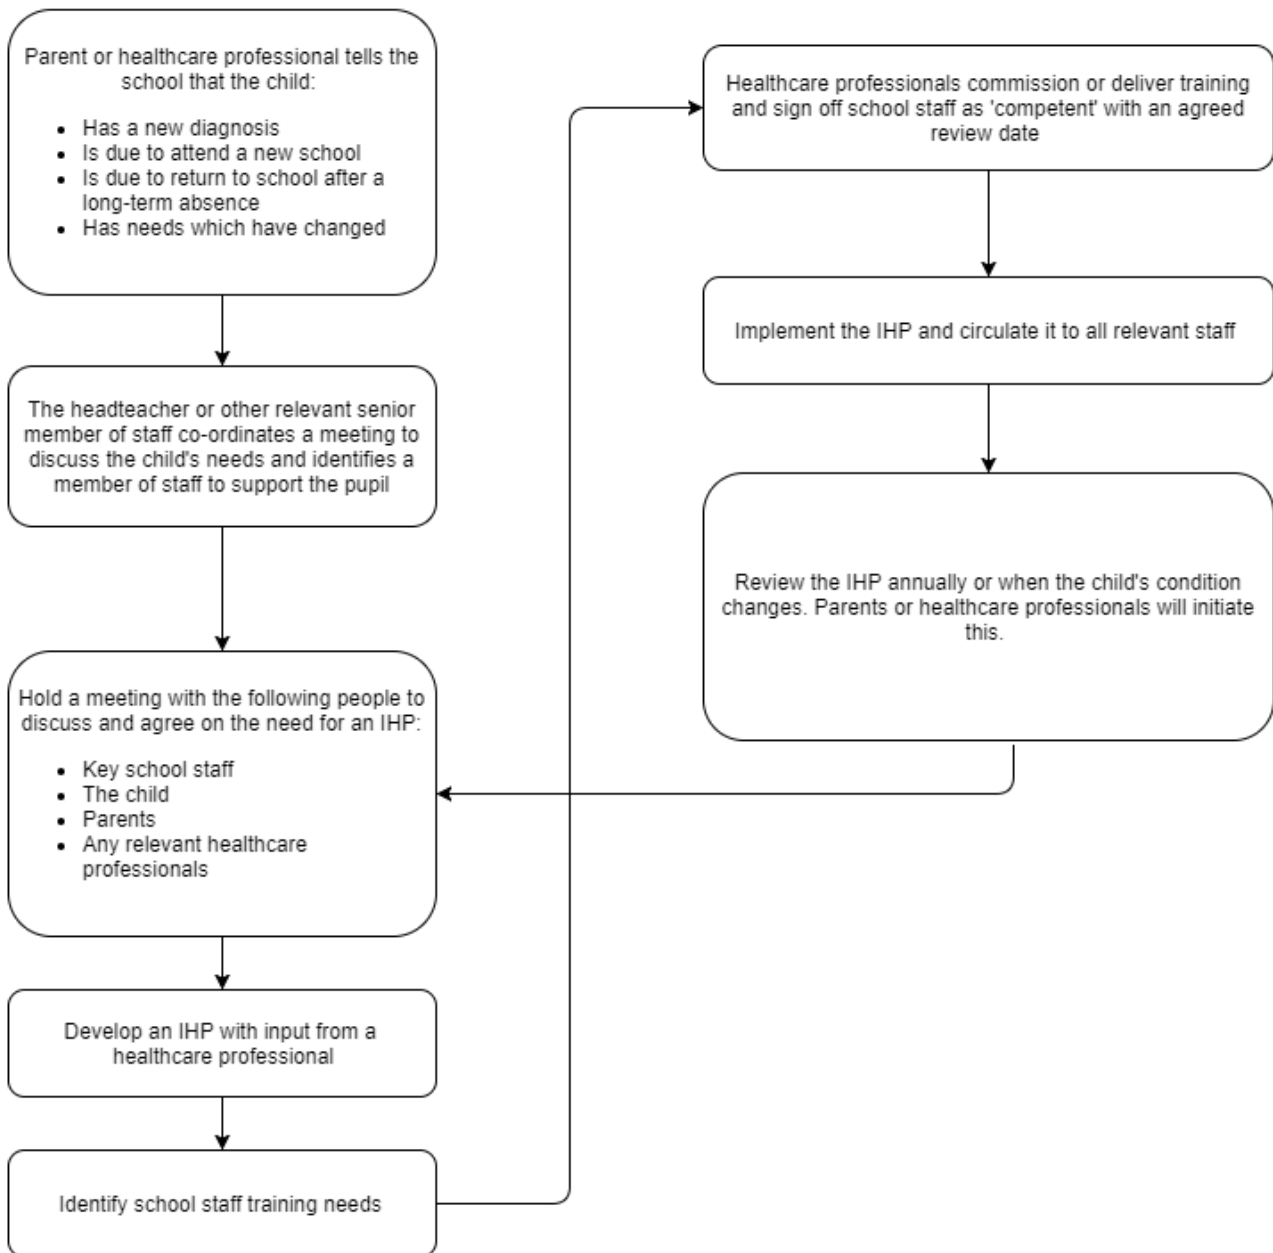 Parent or healthcare professional tells the
school that the child:
• Has a new diagnosis
• Is due to attend a new school
• Is due to return to school after a
long-term absence
• Has needs which have changed
The headteacher or other relevant senior
member of staff co-ordinates a meeting to
discuss the child's needs and identifies a
member of staff to support the pupil
Hold a meeting with the following people to
discuss and agree on the need for an IHP:
• Key school staff
• The child
• Parents
• Any relevant healthcare
professionals
Develop an IHP with input from a
healthcare professional
Identify school staff training needs
Healthcare professionals commission or deliver training
and sign off school staff as 'competent' with an agreed
review date
Implement the IHP and circulate it to all relevant staff
Review the IHP annually or when the child's condition
changes. Parents or healthcare professionals will initiate
this.